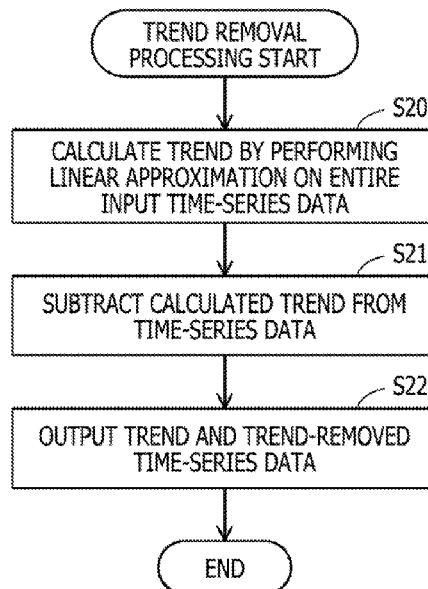 TREND REMOVAL
PROCESSING START
S20
CALCULATE TREND BY PERFORMING
LINEAR APPROXIMATION ON ENTIRE
INPUT TIME-SERIES DATA
S21
SUBTRACT CALCULATED TREND FROM
TIME-SERIES DATA
S22
OUTPUT TREND AND TREND-REMOVED
TIME-SERIES DATA
END